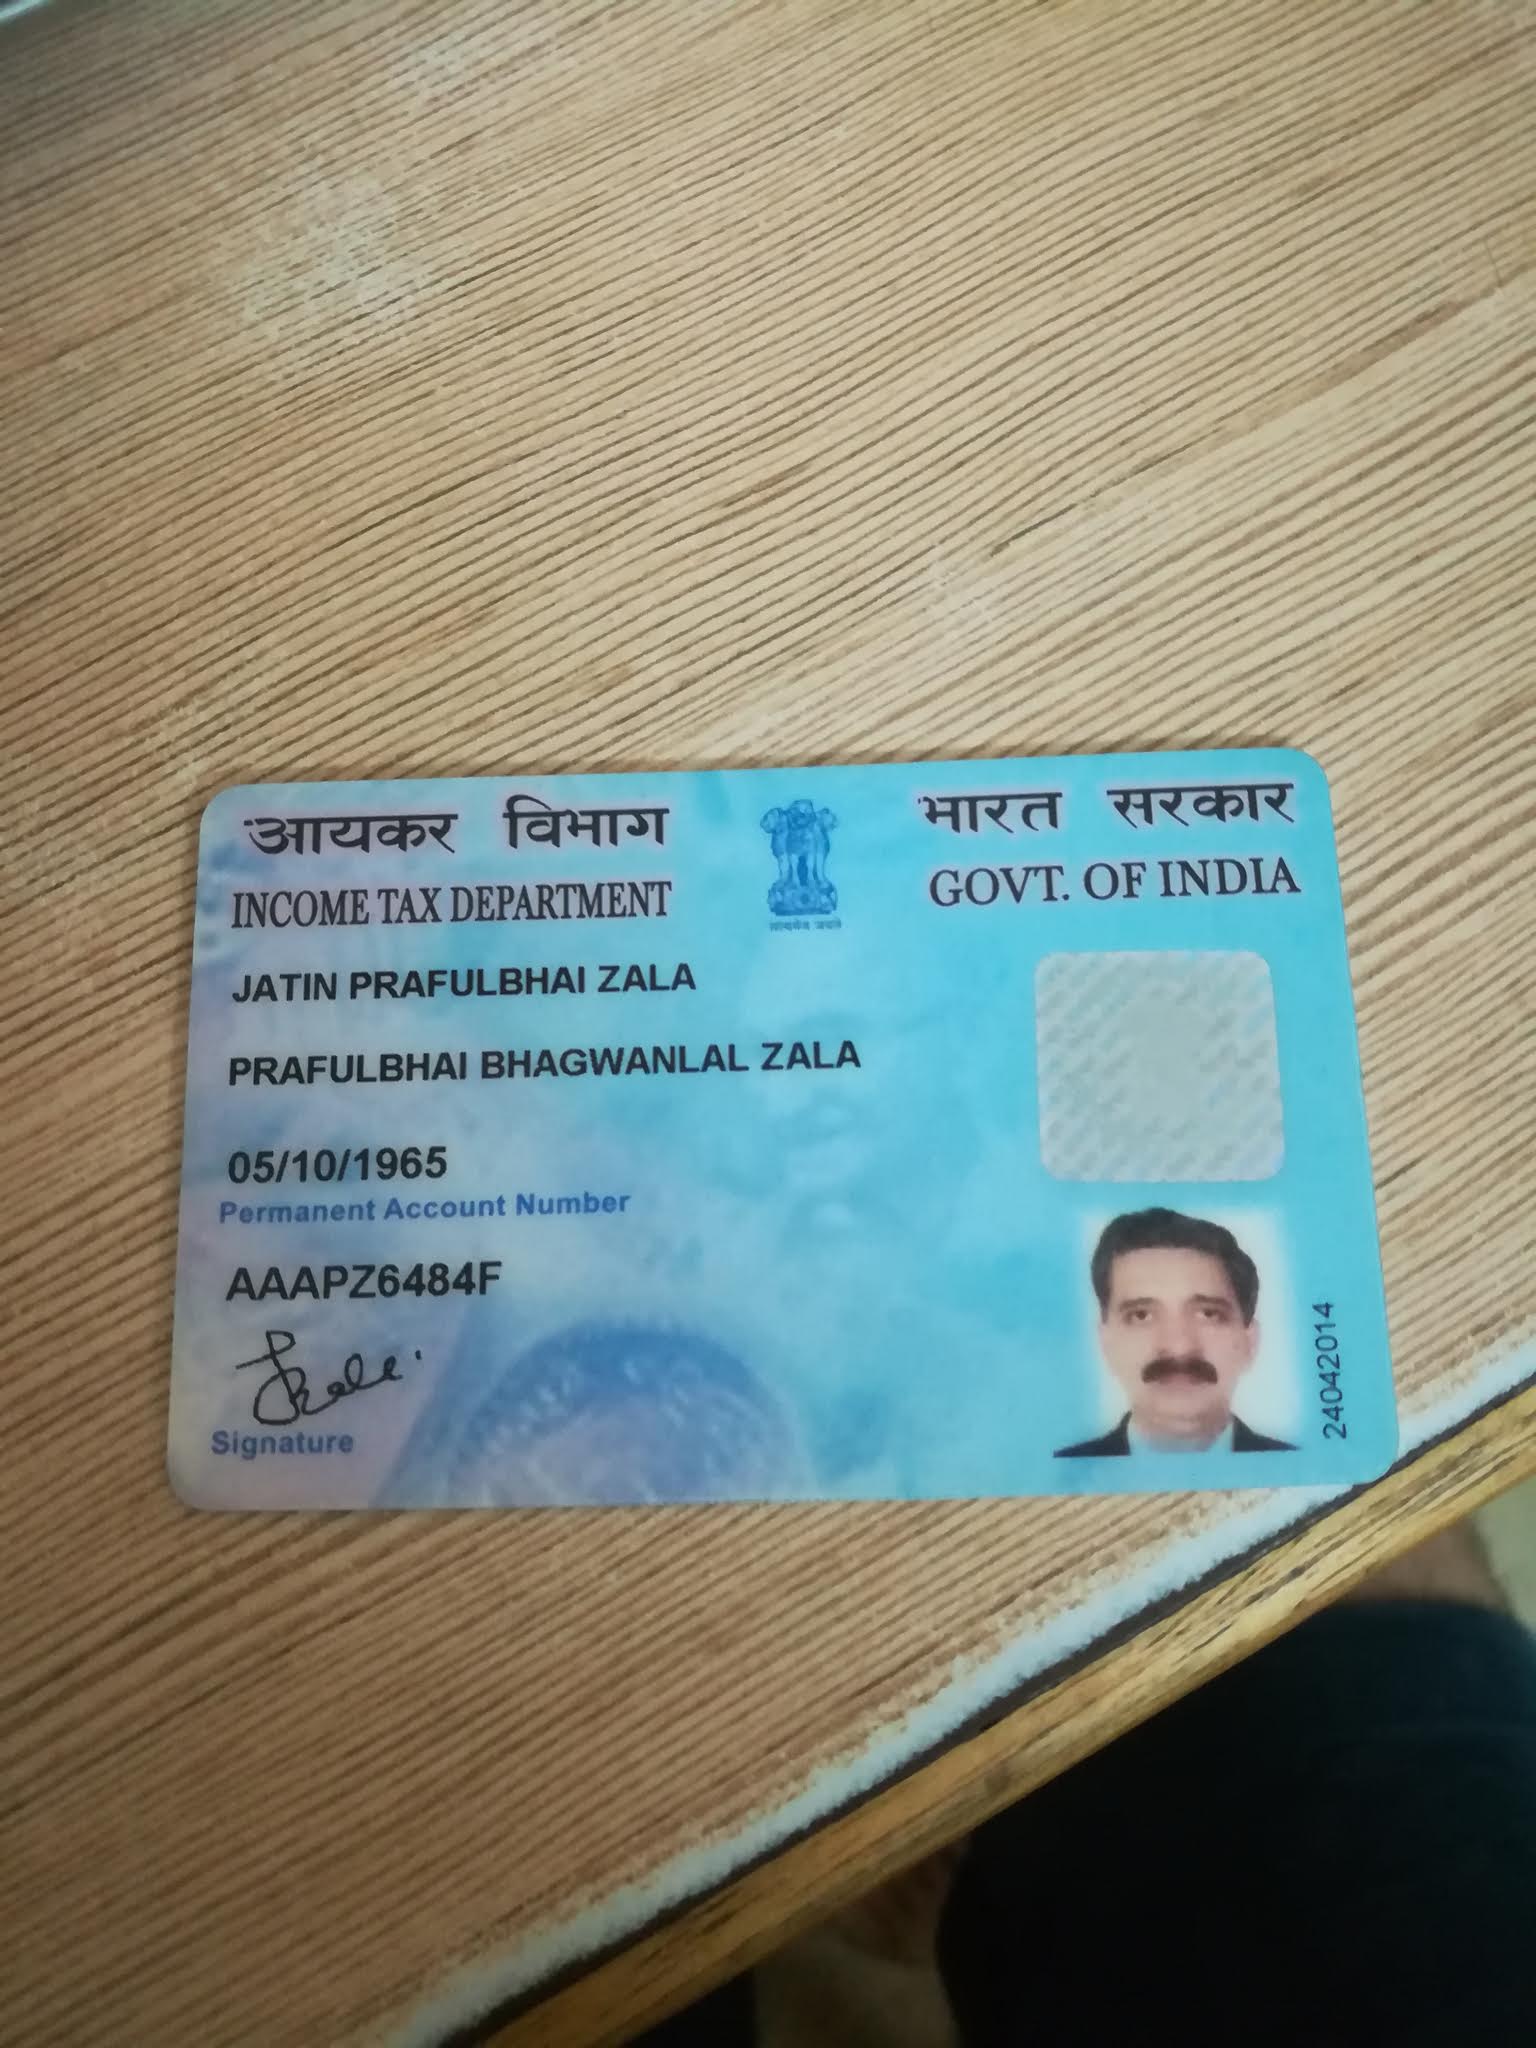 आयकर विभाग
INCOME TAX DEPARTMENT
भारत सरकार
GOVT. OF INDIA
सत्यमेव जयते
JATIN PRAFULBHAI ZALA
PRAFULBHAI BHAGWANLAL ZALA
05/10/1965
Permanent Account Number
AAAPZ6484F
Signature
24042014